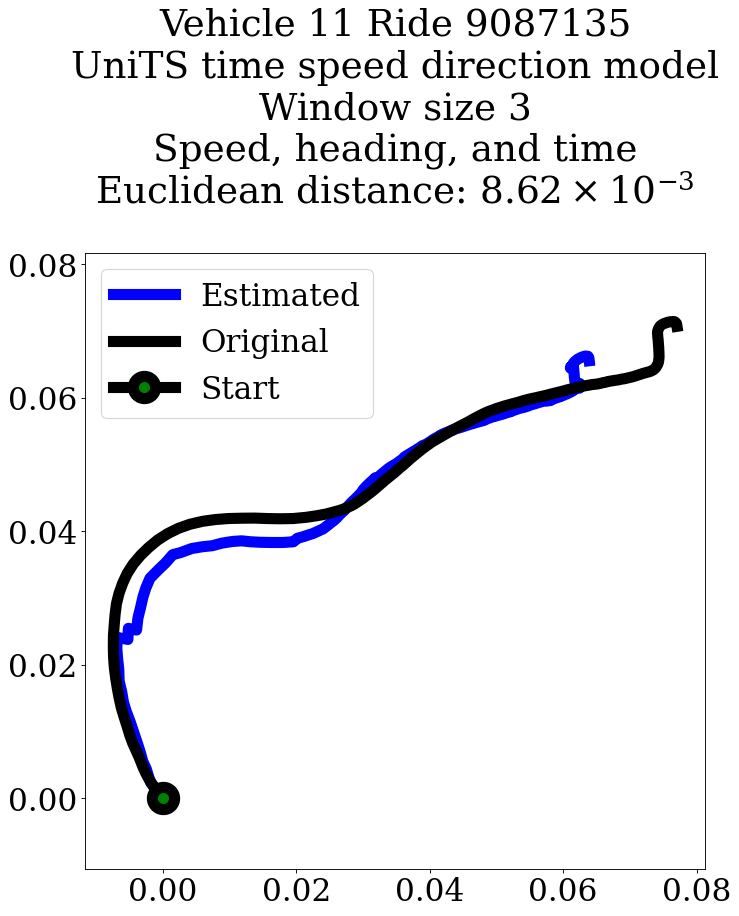 Vehicle 11 Ride 9087135
UniTS time speed direction model
Window size 3
Speed, heading, and time
Euclidean distance: 8.62 × 10⁻³
0.08
0.06
0.04
0.02
0.00
Estimated
Original
Start
0.00 0.02 0.04 0.06 0.08